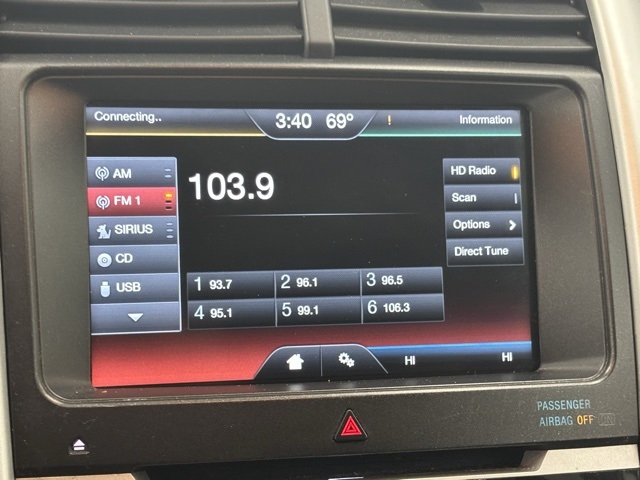 Connecting..
3:40 69° !
Information
AM
FM 1
SIRIUS
CD
USB
103.9
HD Radio
Scan
Options
Direct Tune
1 93.7 2 96.1 3 96.5
4 95.1 5 99.1 6 106.3
HI HI
PASSENGER
AIRBAG OFF